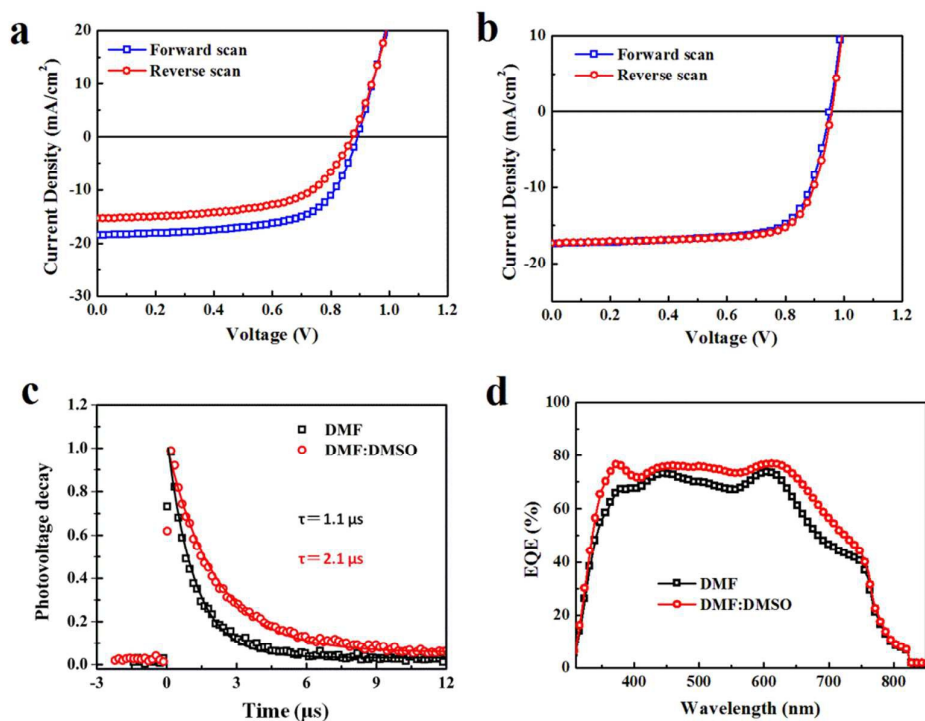 a
Forward scan
Reverse scan
Current Density (mA/cm²)
20
10
0
-10
-20
-30
0.0 0.2 0.4 0.6 0.8 1.0 1.2
Voltage (V)
b
Forward scan
Reverse scan
Current Density (mA/cm²)
10
0
-10
-20
0.0 0.2 0.4 0.6 0.8 1.0 1.2
Voltage (V)
c
DMF
DMF:DMSO
τ=1.1 μs
τ=2.1 μs
Photovoltage decay
1.2
1.0
0.8
0.6
0.4
0.2
0.0
-3 0 3 6 9 12
Time (μs)
d
DMF
DMF:DMSO
EQE (%)
100
80
60
40
20
0
400 500 600 700 800
Wavelength (nm)